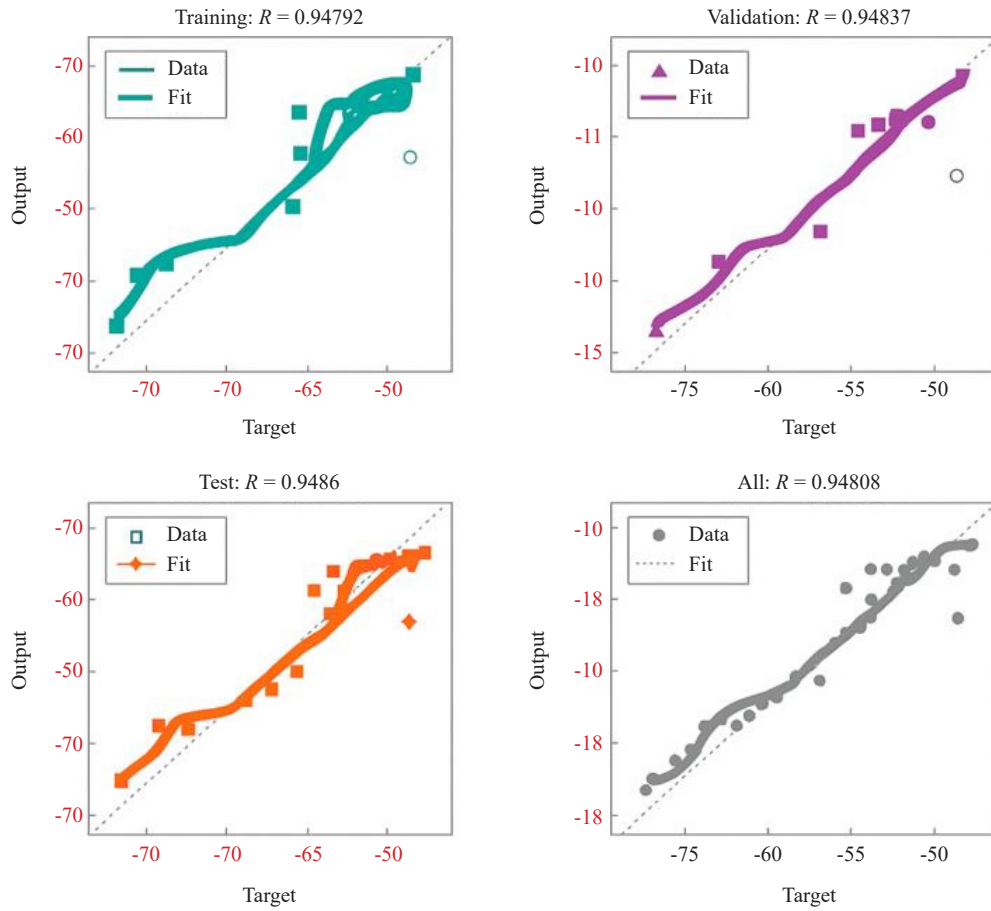 Training: R = 0.94792
-70
-60
-50
-70
-70
Output
Data
Fit
-70
-70
-65
-50
Target
Validation: R = 0.94837
-10
-11
-10
-10
-15
Output
Data
Fit
-75
-60
-55
-50
Target
Test: R = 0.9486
-70
-60
-50
-70
-70
Output
Data
Fit
-70
-70
-65
-50
Target
All: R = 0.94808
-10
-18
-10
-18
-18
Output
Data
Fit
-75
-60
-55
-50
Target